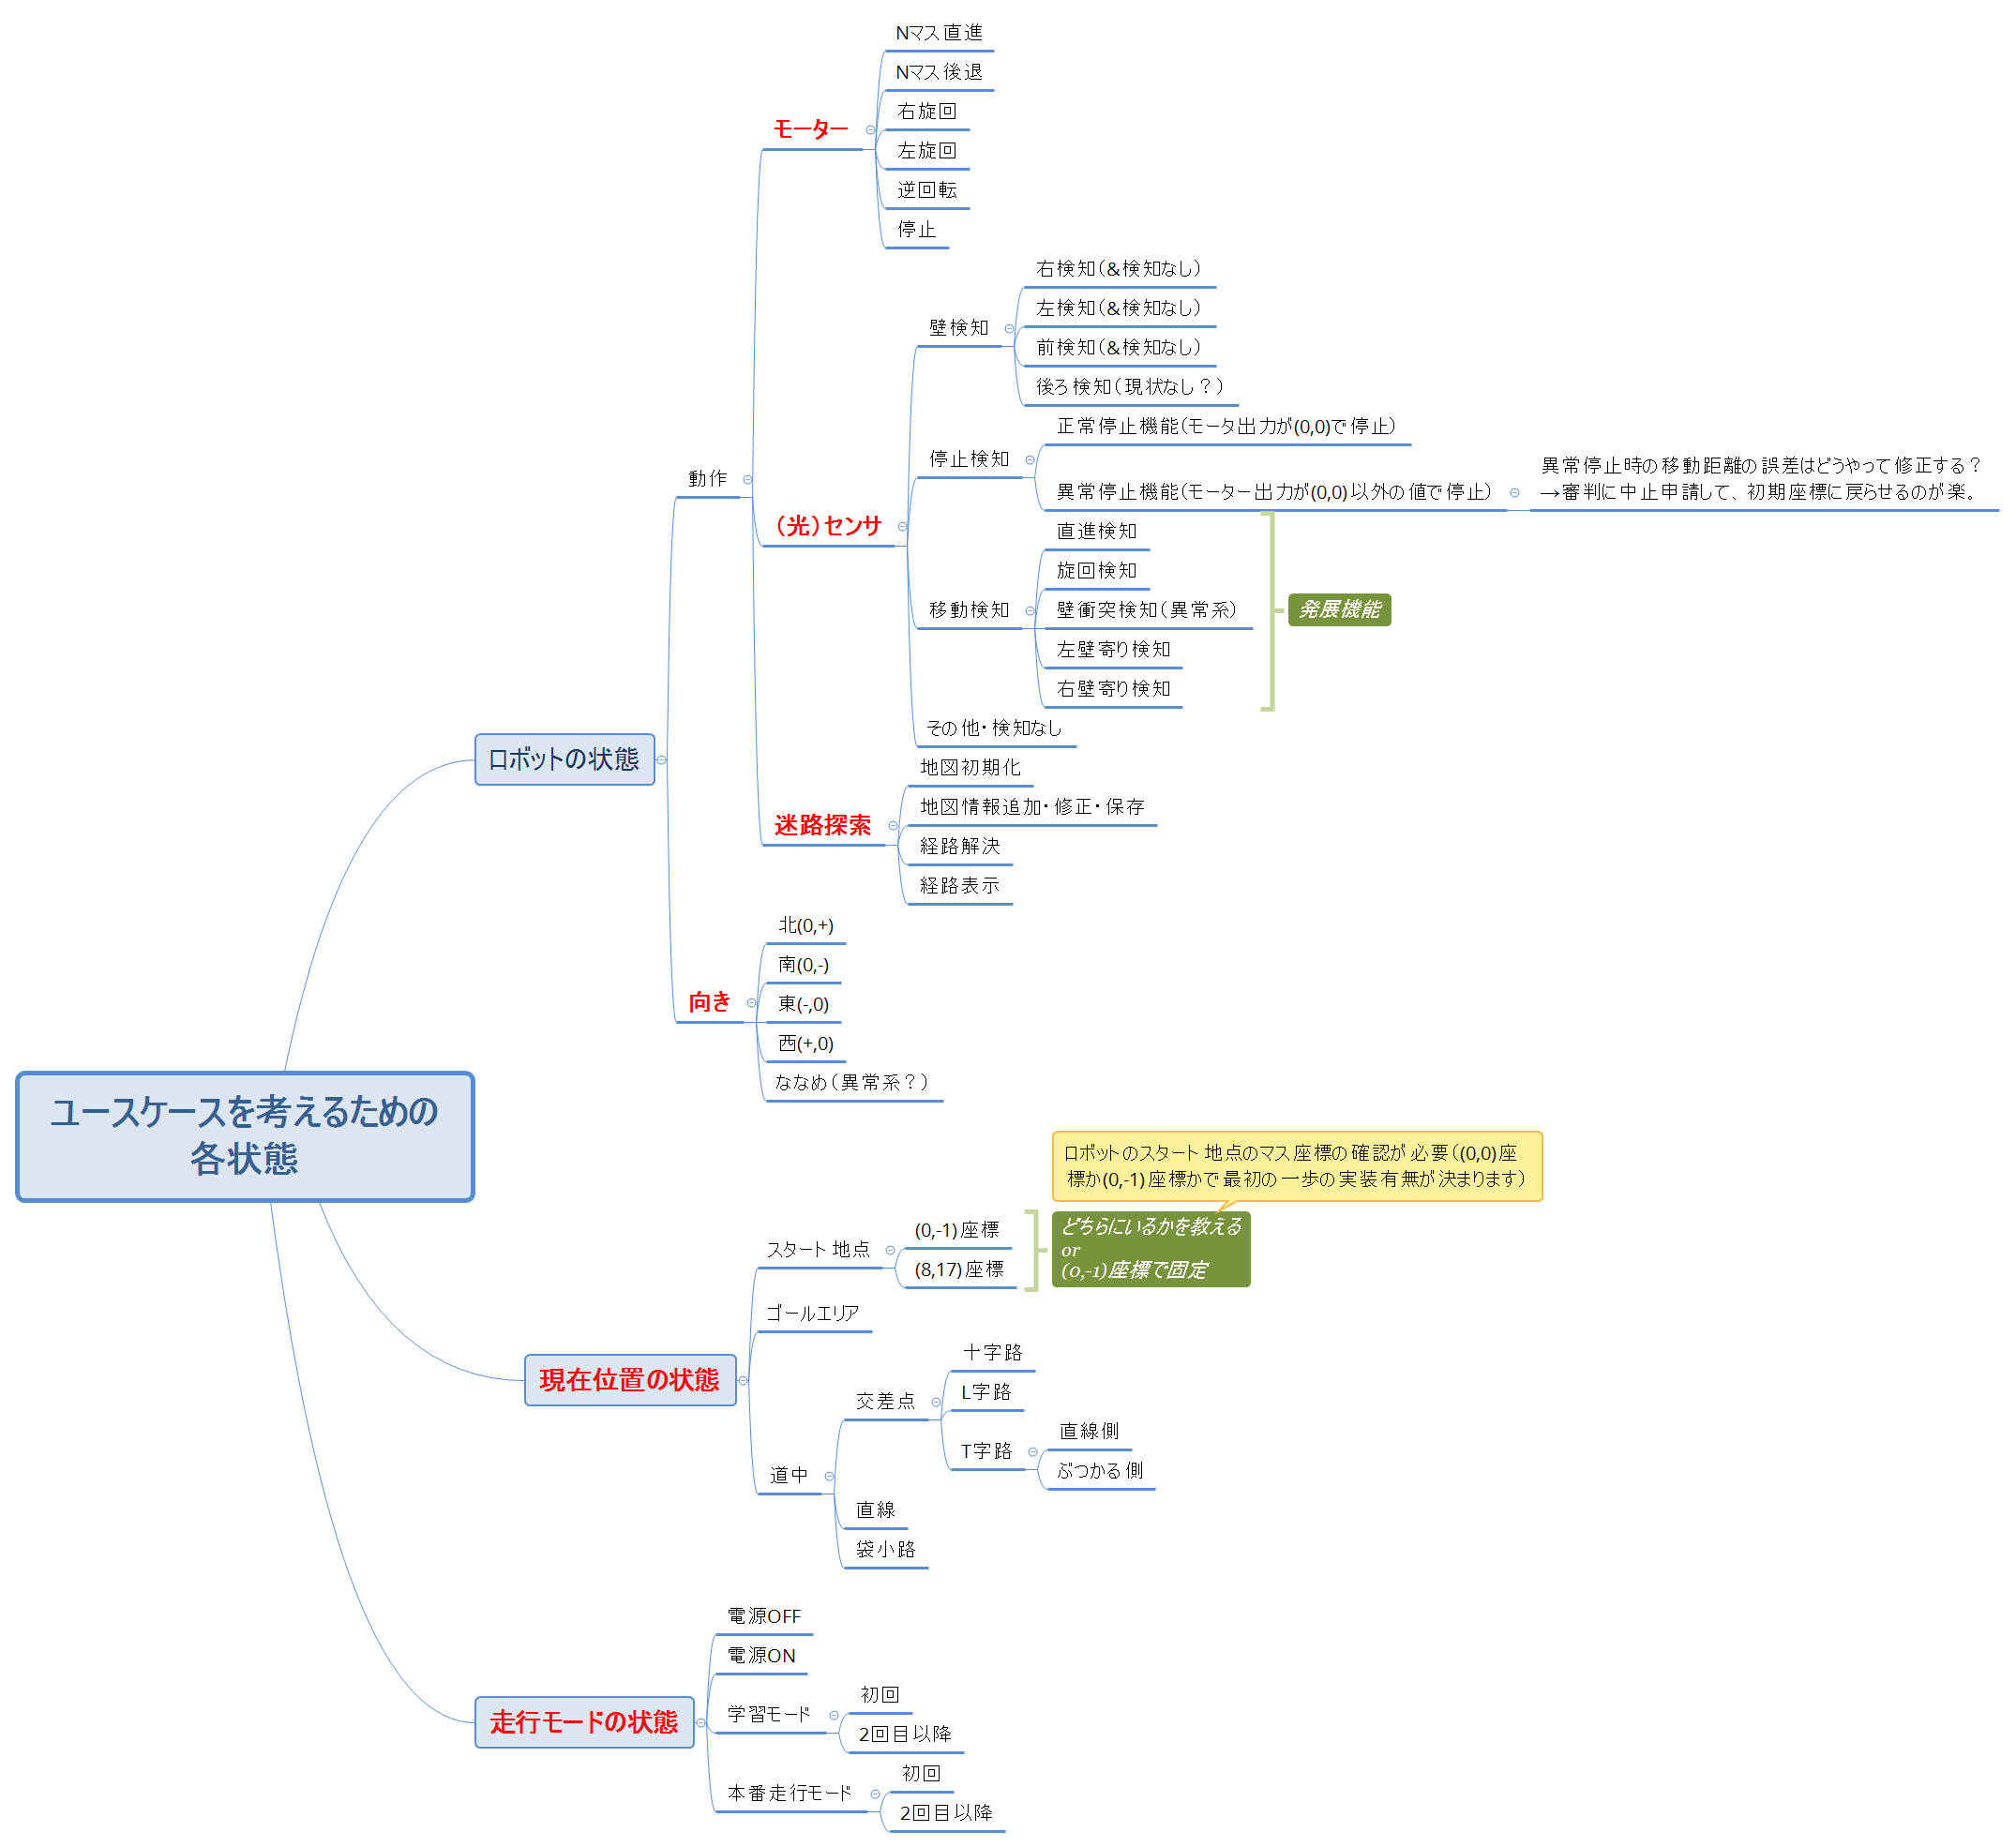 ユースケースを考えるための
各状態
ロボットの状態
動作
モーター
Nマス直進
Nマス後退
右旋回
左旋回
逆回転
停止
（光）センサ
壁検知
右検知（&検知なし）
左検知（&検知なし）
前検知（&検知なし）
後ろ検知（現状なし？）
停止検知
正常停止機能（モータ出力が(0,0)で停止）
異常停止機能（モーター出力が(0,0)以外の値で停止）
異常停止時の移動距離の誤差はどうやって修正する？
→審判に中止申請して、初期座標に戻らせるのが楽。
移動検知
直進検知
旋回検知
壁衝突検知（異常系）
左壁寄り検知
右壁寄り検知
発展機能
その他・検知なし
迷路探索
地図初期化
地図情報追加・修正・保存
経路解決
経路表示
向き
北(0,+)
南(0,-)
東(-,0)
西(+,0)
ななめ（異常系？）
現在位置の状態
スタート地点
(0,-1)座標
(8,17)座標
ロボットのスタート地点のマス座標の確認が必要（(0,0)座
標か(0,-1)座標かで最初の一歩の実装有無が決まります）
どちらにいるかを教える
or
(0,-1)座標で固定
ゴールエリア
道中
交差点
十字路
L字路
T字路
直線側
ぶつかる側
直線
袋小路
走行モードの状態
電源OFF
電源ON
学習モード
初回
2回目以降
本番走行モード
初回
2回目以降